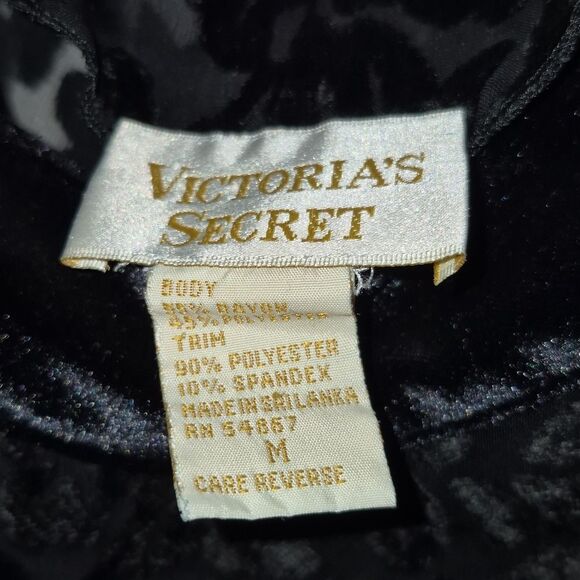 VICTORIA'S
SECRET
BODY
TRIM
90% POLYESTER
10% SPANDEX
MADE IN SRI LANKA
RN 54867
M
CARE REVERSE